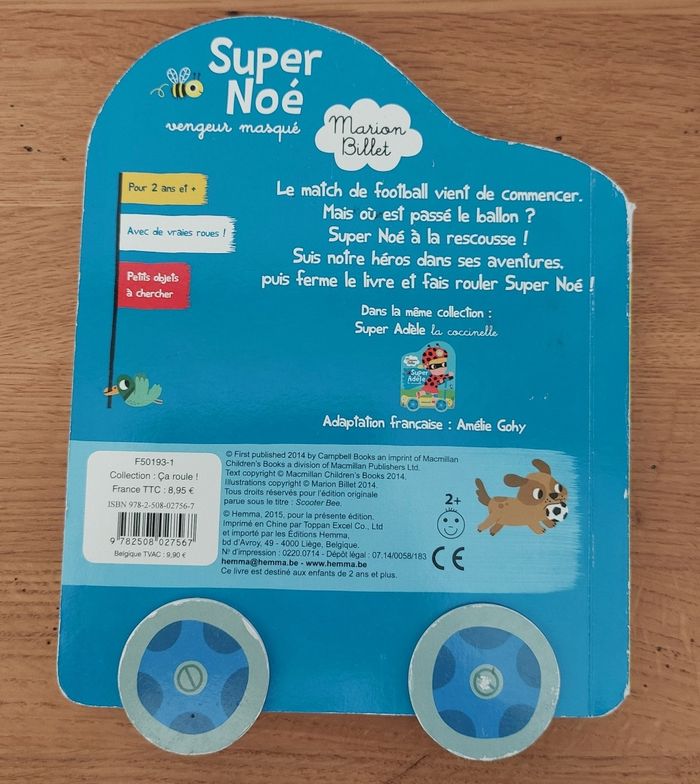 Super
Noé
vengeur masqué
Marion
Billet
Pour 2 ans et +
Avec de vraies roues !
Petits objets
à chercher
Le match de football vient de commencer.
Mais où est passé le ballon ?
Super Noé à la rescousse !
Suis notre héros dans ses aventures,
puis ferme le livre et fais rouler Super Noé !
Dans la même collection :
Super Adèle la coccinelle
Super
Adèle
Adaptation française : Amélie Gohy
F50193-1
Collection : Ça roule !
France TTC : 8,95 €
ISBN 978-2-508-02756-7
9 782508 027567
Belgique TVAC : 9,90 €
© First published 2014 by Campbell Books an imprint of Macmillan
Children's Books a division of Macmillan Publishers Ltd.
Text copyright © Macmillan Children's Books 2014.
Illustrations copyright © Marion Billet 2014.
Tous droits réservés pour l'édition originale
parue sous le titre : Scooter Bee.
© Hemma, 2015, pour la présente édition.
Imprimé en Chine par Toppan Excel Co., Ltd
et importé par les Éditions Hemma,
bd d'Avroy, 49 - 4000 Liège, Belgique.
N° d'impression : 0220.0714 - Dépôt légal : 07.14/0058/183
hemma@hemma.be - www.hemma.be
Ce livre est destiné aux enfants de 2 ans et plus.
2+
CE